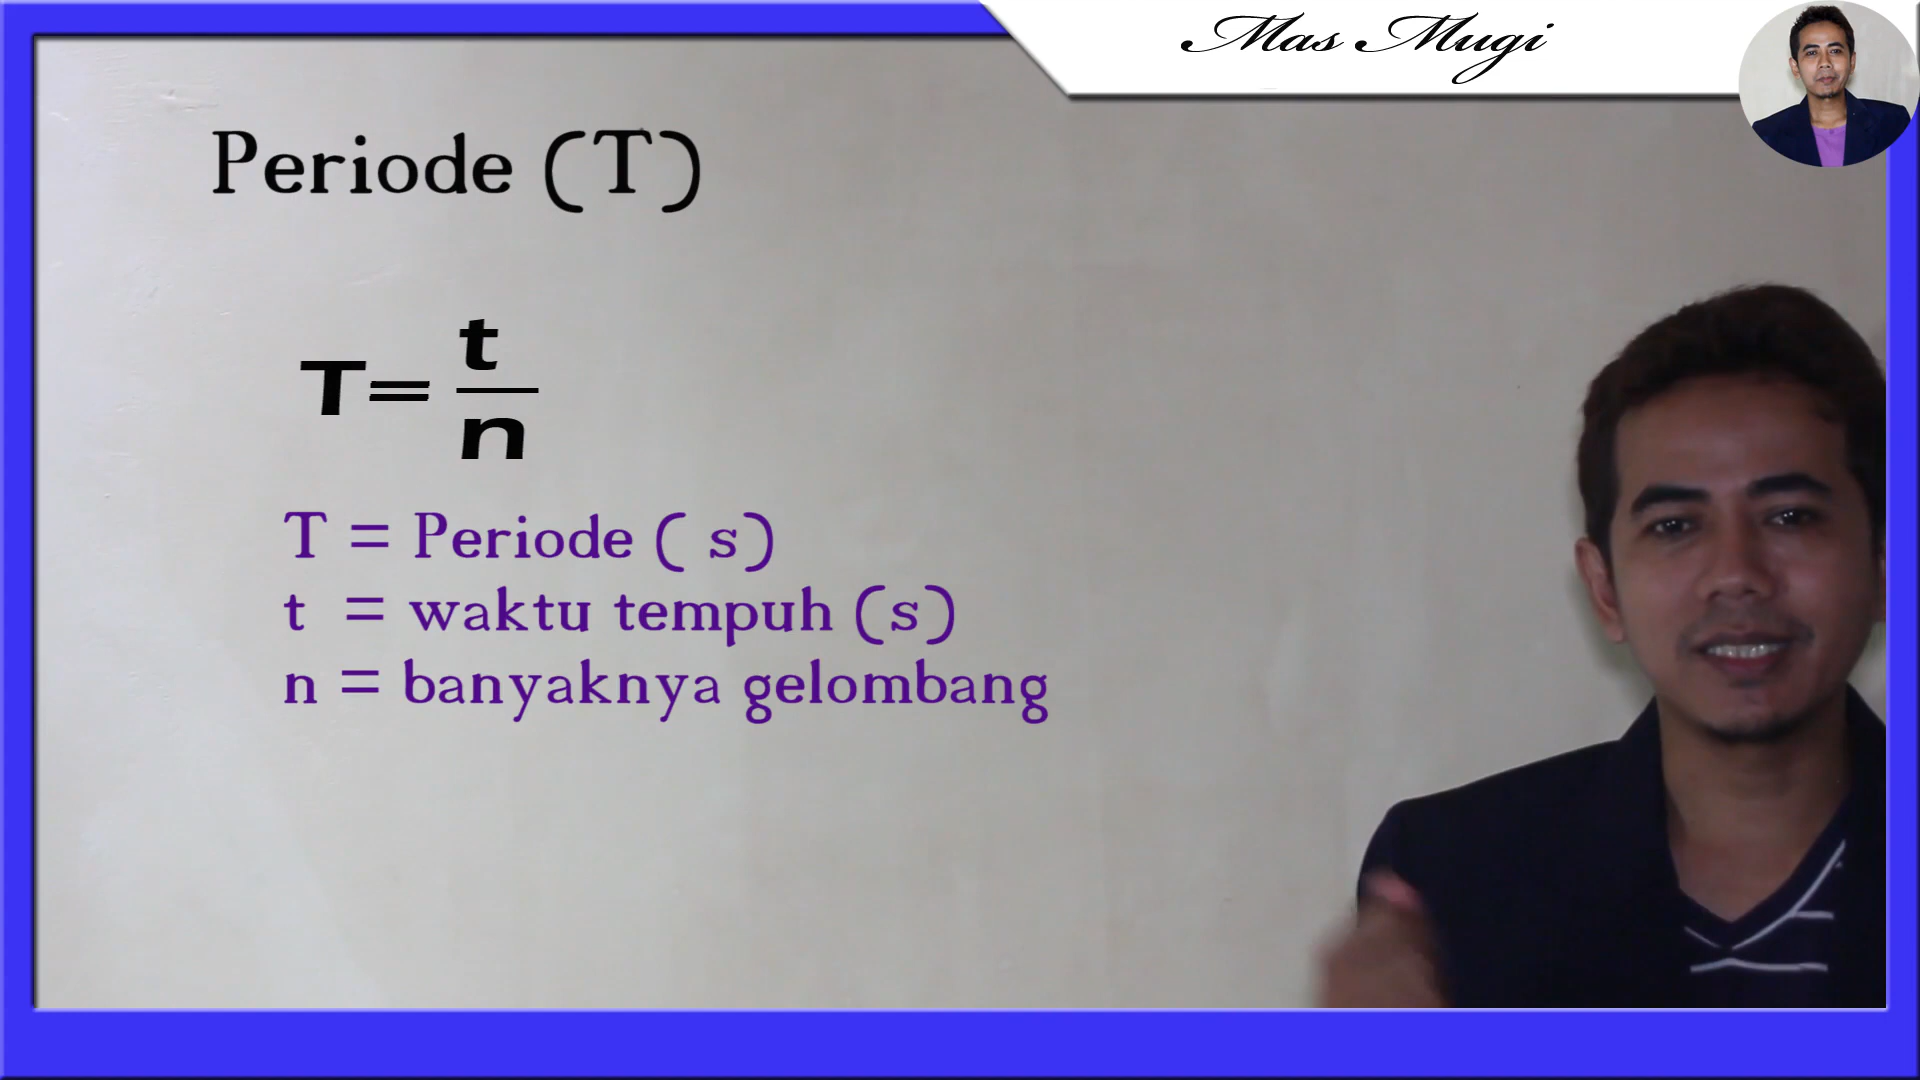 Mas Mugi
Periode (T)
T= t/n
T = Periode ( s)
t = waktu tempuh (s)
n = banyaknya gelombang